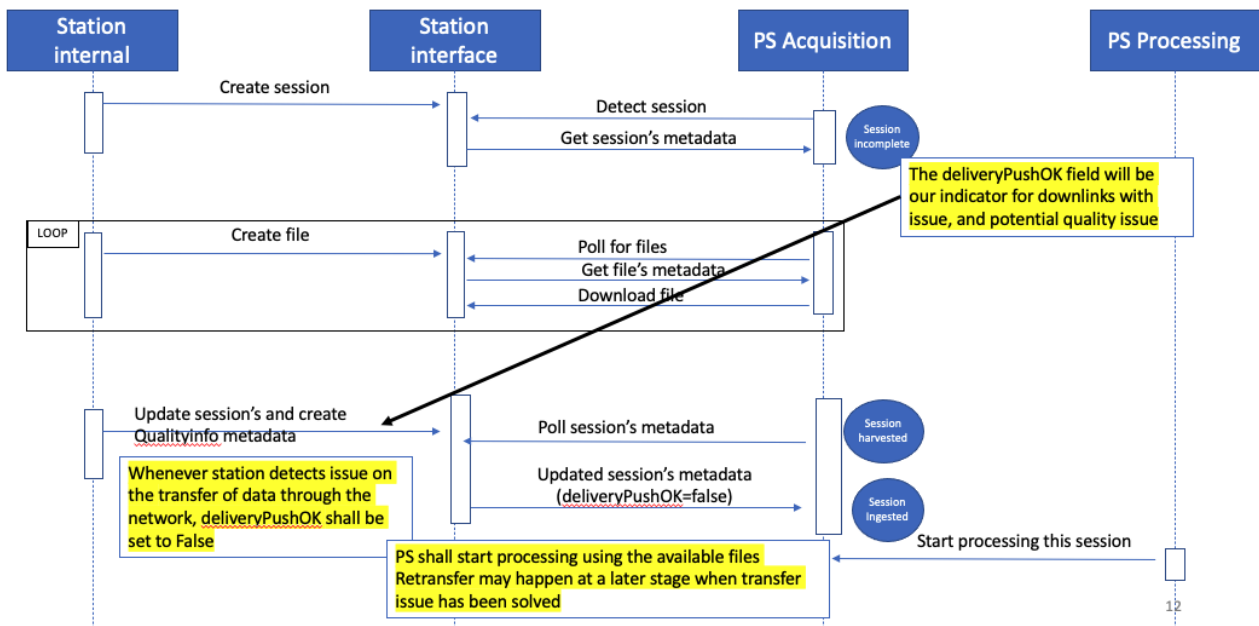 Station
internal
Station
interface
PS Acquisition
PS Processing
Create session
Detect session
Get session's metadata
Session
incomplete
The deliveryPushOK field will be
our indicator for downlinks with
issue, and potential quality issue
LOOP
Create file
Poll for files
Get file's metadata
Download file
Update session's and create
Qualityinfo metadata
Poll session's metadata
Session
harvested
Whenever station detects issue on
the transfer of data through the
network, deliveryPushOK shall be
set to False
Updated session's metadata
(deliveryPushOK=false)
Session
Ingested
Start processing this session
PS shall start processing using the available files
Retransfer may happen at a later stage when transfer
issue has been solved
12